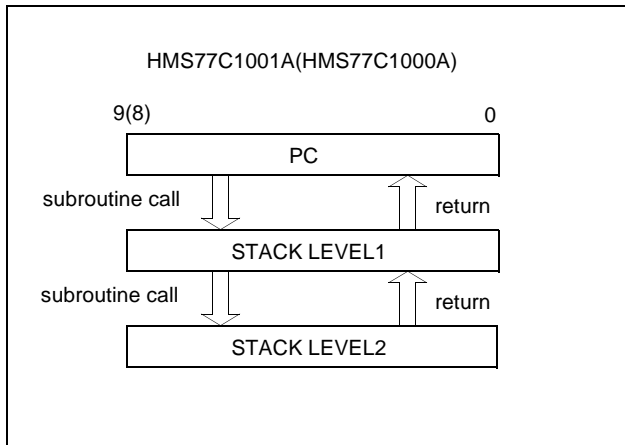 HMS77C1001A(HMS77C1000A)
9(8) 0
PC
subroutine call return
STACK LEVEL1
subroutine call return
STACK LEVEL2